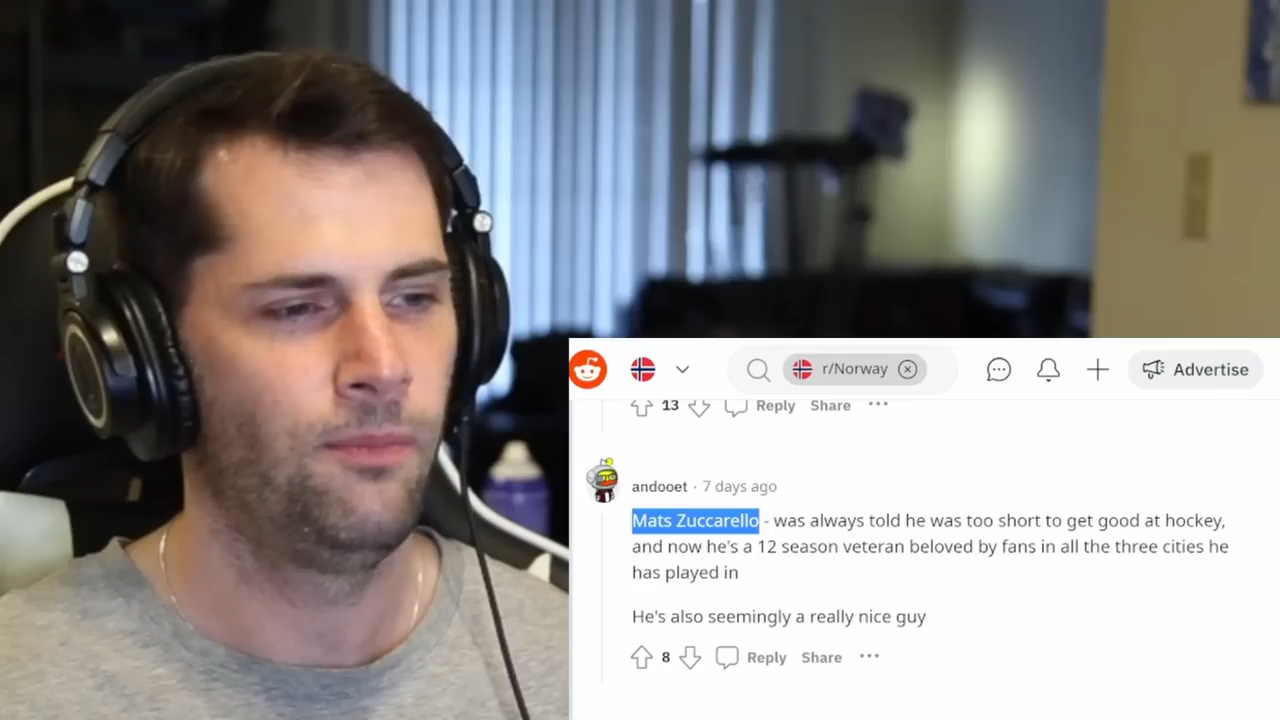 r/Norway
Advertise
13 Reply Share
andooet · 7 days ago
Mats Zuccarello - was always told he was too short to get good at hockey,
and now he's a 12 season veteran beloved by fans in all the three cities he
has played in
He's also seemingly a really nice guy
8 Reply Share